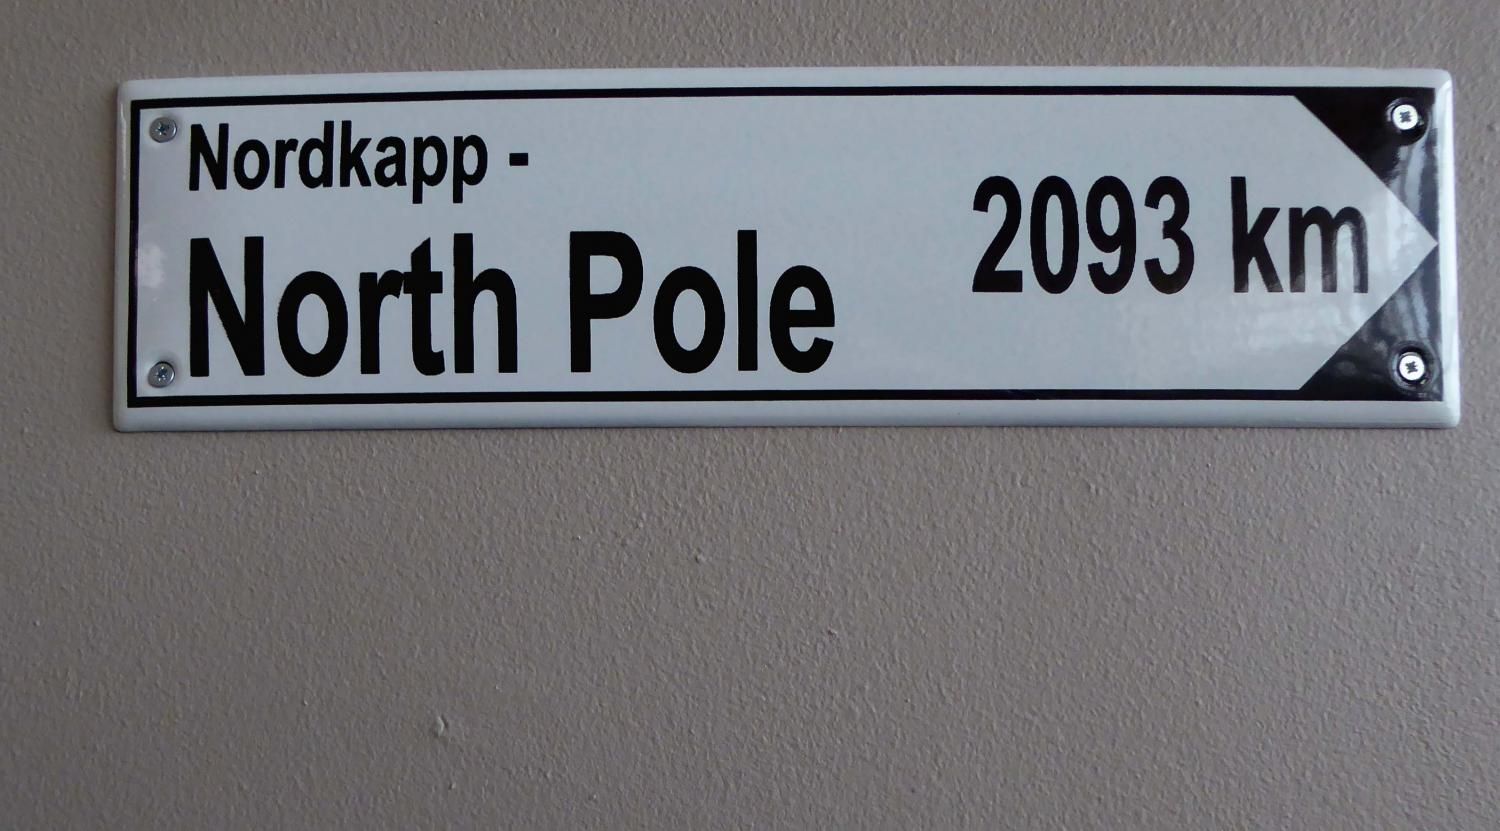 Nordkapp -
North Pole
2093 km